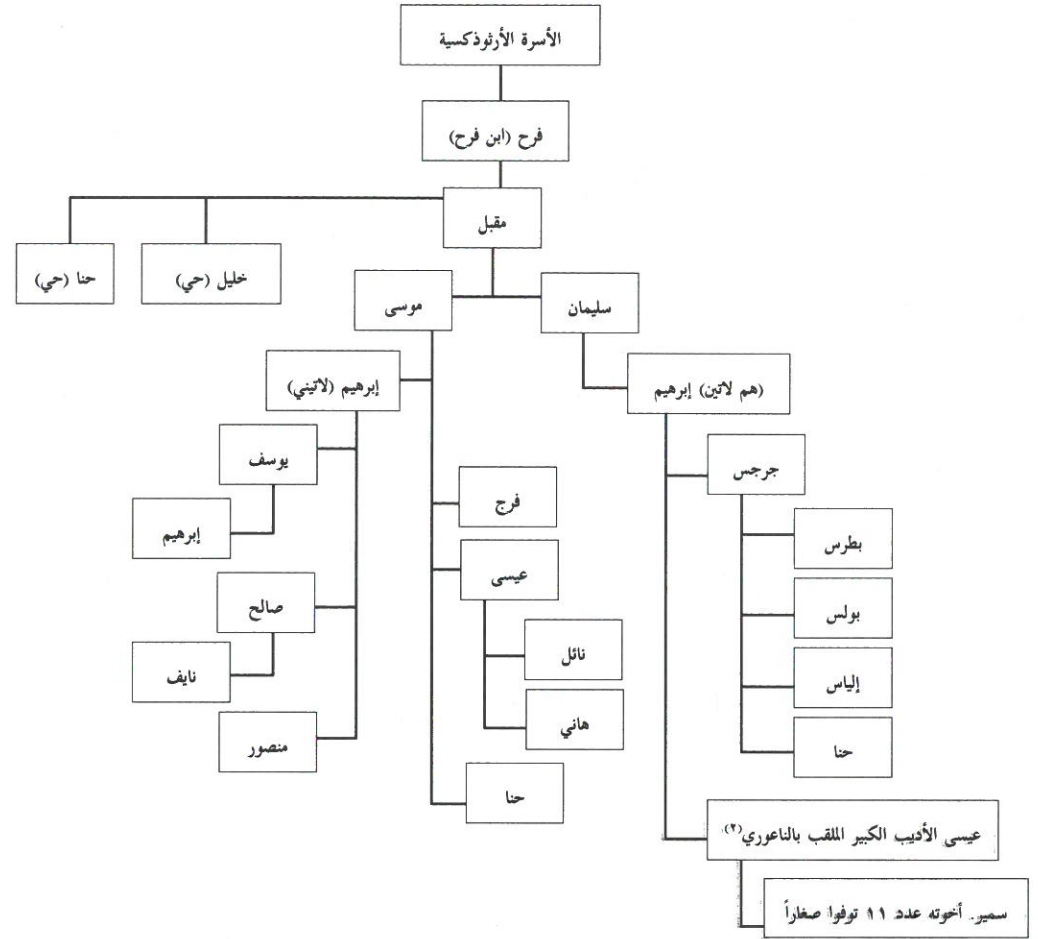 الأسرة الأرثوذكسية
فرح (ابن فرح)
مقبل
خليل (حي)
حنا (حي)
سليمان
موسى
(هم لاتين) إبرهيم
جرجس
بطرس
بولس
إلياس
حنا
عيسى الأديب الكبير الملقب بالناعوري(٢)
سمير. أخوته عدد ١١ توفوا صغاراً
إبرهيم (لاتيني)
يوسف
إبرهيم
صالح
نايف
منصور
فرج
عيسى
نائل
هاني
حنا